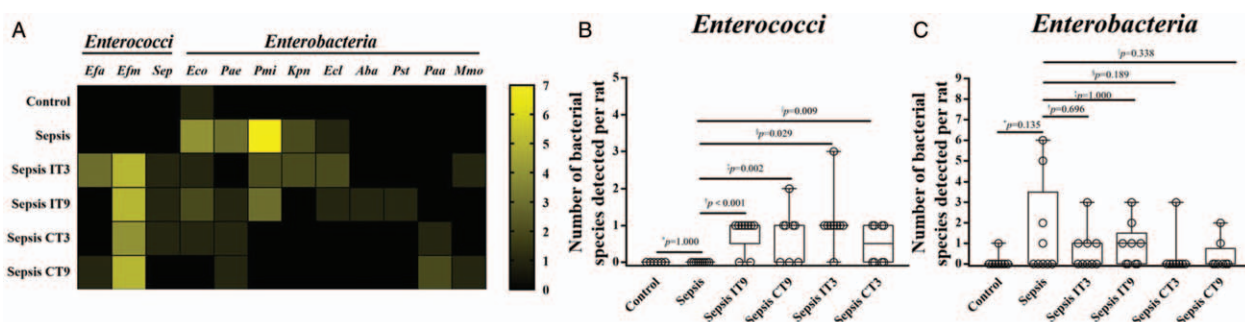 A
Enterococci
Enterobacteria
Efa Efm Sep Eco Pae Pmi Kpn Ecl Aba Pst Paa Mmo
Control
Sepsis
Sepsis IT3
Sepsis IT9
Sepsis CT3
Sepsis CT9
7
6
5
4
3
2
1
0
B
Enterococci
Number of bacterial
species detected per rat
5
4
3
2
1
0
p=0.009
p=0.029
p=0.002
p < 0.001
*p=1.000
Control
Sepsis
Sepsis IT9
Sepsis CT9
Sepsis IT3
Sepsis CT3
C
Enterobacteria
Number of bacterial
species detected per rat
9
8
7
6
5
4
3
2
1
0
p=0.338
p=0.189
p=1.000
p=0.696
*p=0.135
Control
Sepsis
Sepsis IT3
Sepsis IT9
Sepsis CT3
Sepsis CT9